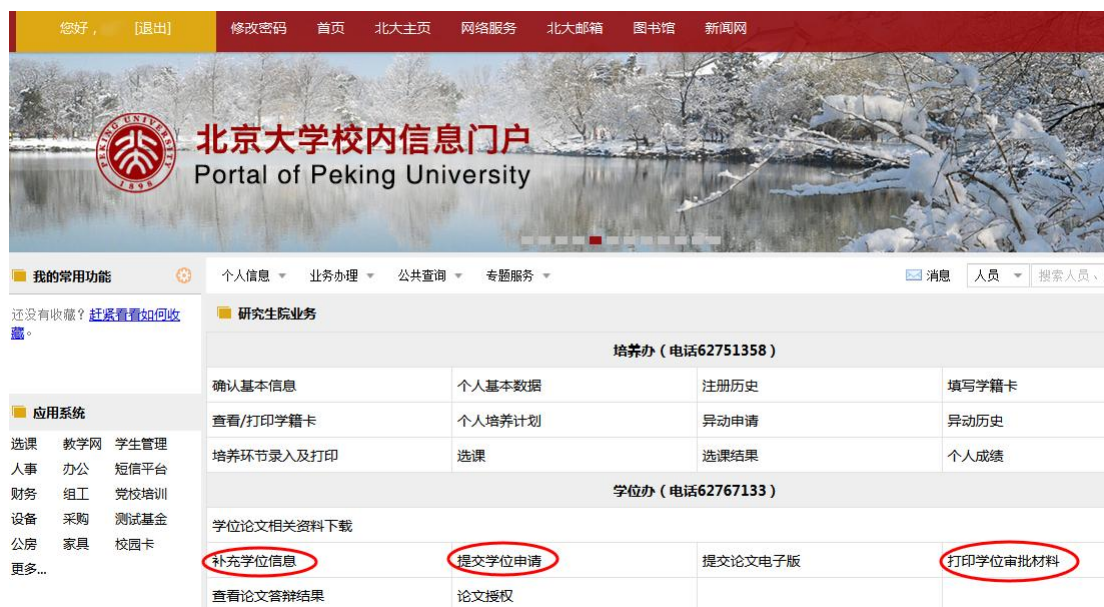 您好， [退出] 修改密码 首页 北大主页 网络服务 北大邮箱 图书馆 新闻网
PEKING UNIVERSITY
1898
北京大学校内信息门户
Portal of Peking University
我的常用功能
个人信息 业务办理 公共查询 专题服务 消息 人员 搜索人员、
还没有收藏？赶紧看看如何收
藏。
研究生院业务
培养办（电话62751358）
确认基本信息 个人基本数据 注册历史 填写学籍卡
查看/打印学籍卡 个人培养计划 异动申请 异动历史
培养环节录入及打印 选课 选课结果 个人成绩
应用系统
选课 教学网 学生管理
人事 办公 短信平台
财务 组工 党校培训
设备 采购 测试基金
公房 家具 校园卡
更多...
学位办（电话62767133）
学位论文相关资料下载
补充学位信息 提交学位申请 提交论文电子版 打印学位审批材料
查看论文答辩结果 论文授权